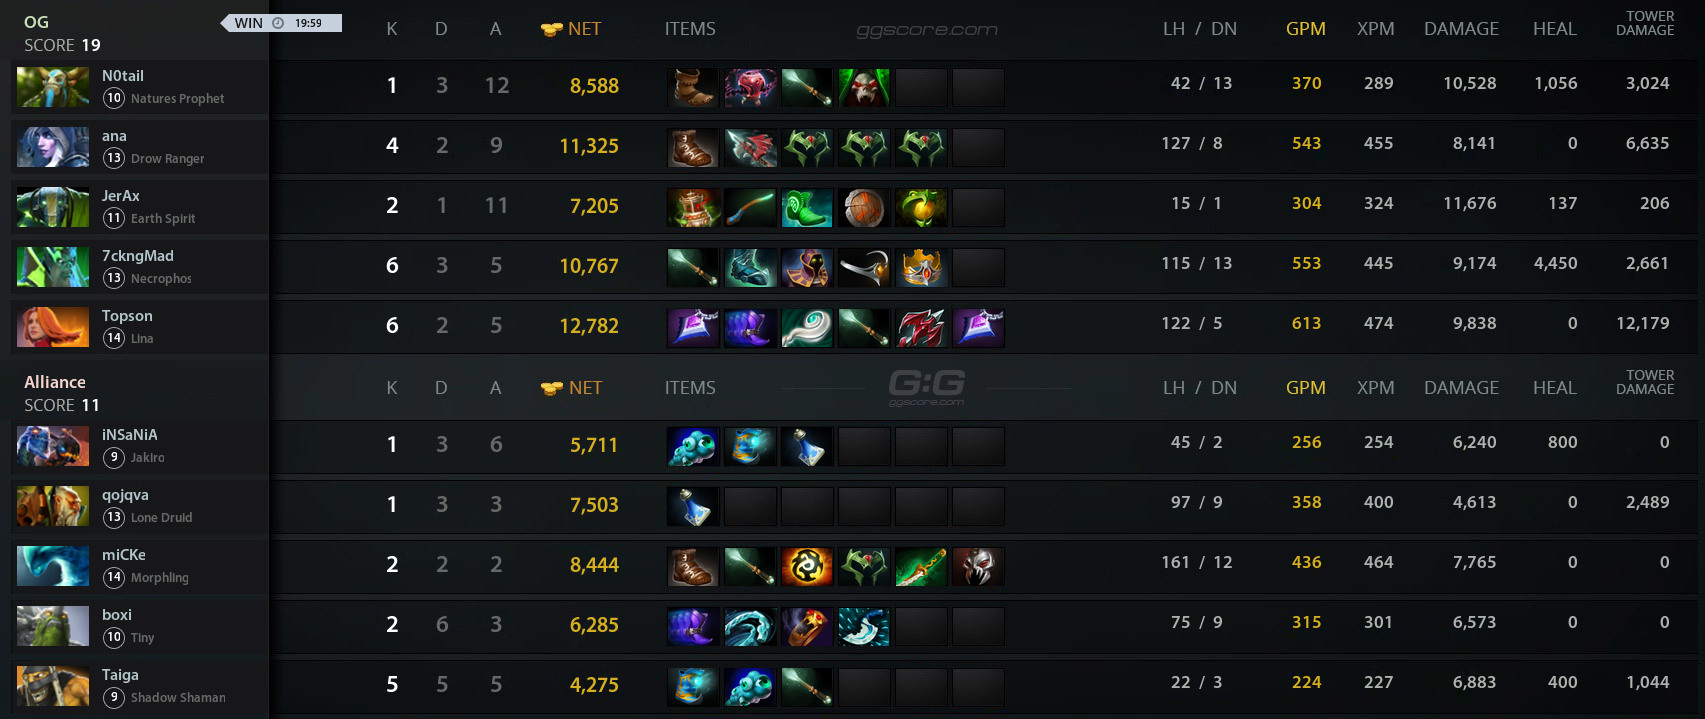 OG WIN 19:59
SCORE 19
K D A NET ITEMS ggscore.com LH / DN GPM XPM DAMAGE HEAL TOWER DAMAGE
N0tail
10 Natures Prophet
1 3 12 8,588 42 / 13 370 289 10,528 1,056 3,024
ana
13 Drow Ranger
4 2 9 11,325 127 / 8 543 455 8,141 0 6,635
JerAx
11 Earth Spirit
2 1 11 7,205 15 / 1 304 324 11,676 137 206
7ckngMad
13 Necrophos
6 3 5 10,767 115 / 13 553 445 9,174 4,450 2,661
Topson
14 Lina
6 2 5 12,782 122 / 5 613 474 9,838 0 12,179
Alliance
SCORE 11
K D A NET ITEMS G:G ggscore.com LH / DN GPM XPM DAMAGE HEAL TOWER DAMAGE
iNSaNiA
9 Jakiro
1 3 6 5,711 45 / 2 256 254 6,240 800 0
qojqva
13 Lone Druid
1 3 3 7,503 97 / 9 358 400 4,613 0 2,489
miCKe
14 Morphling
2 2 2 8,444 161 / 12 436 464 7,765 0 0
boxi
10 Tiny
2 6 3 6,285 75 / 9 315 301 6,573 0 0
Taiga
9 Shadow Shaman
5 5 5 4,275 22 / 3 224 227 6,883 400 1,044